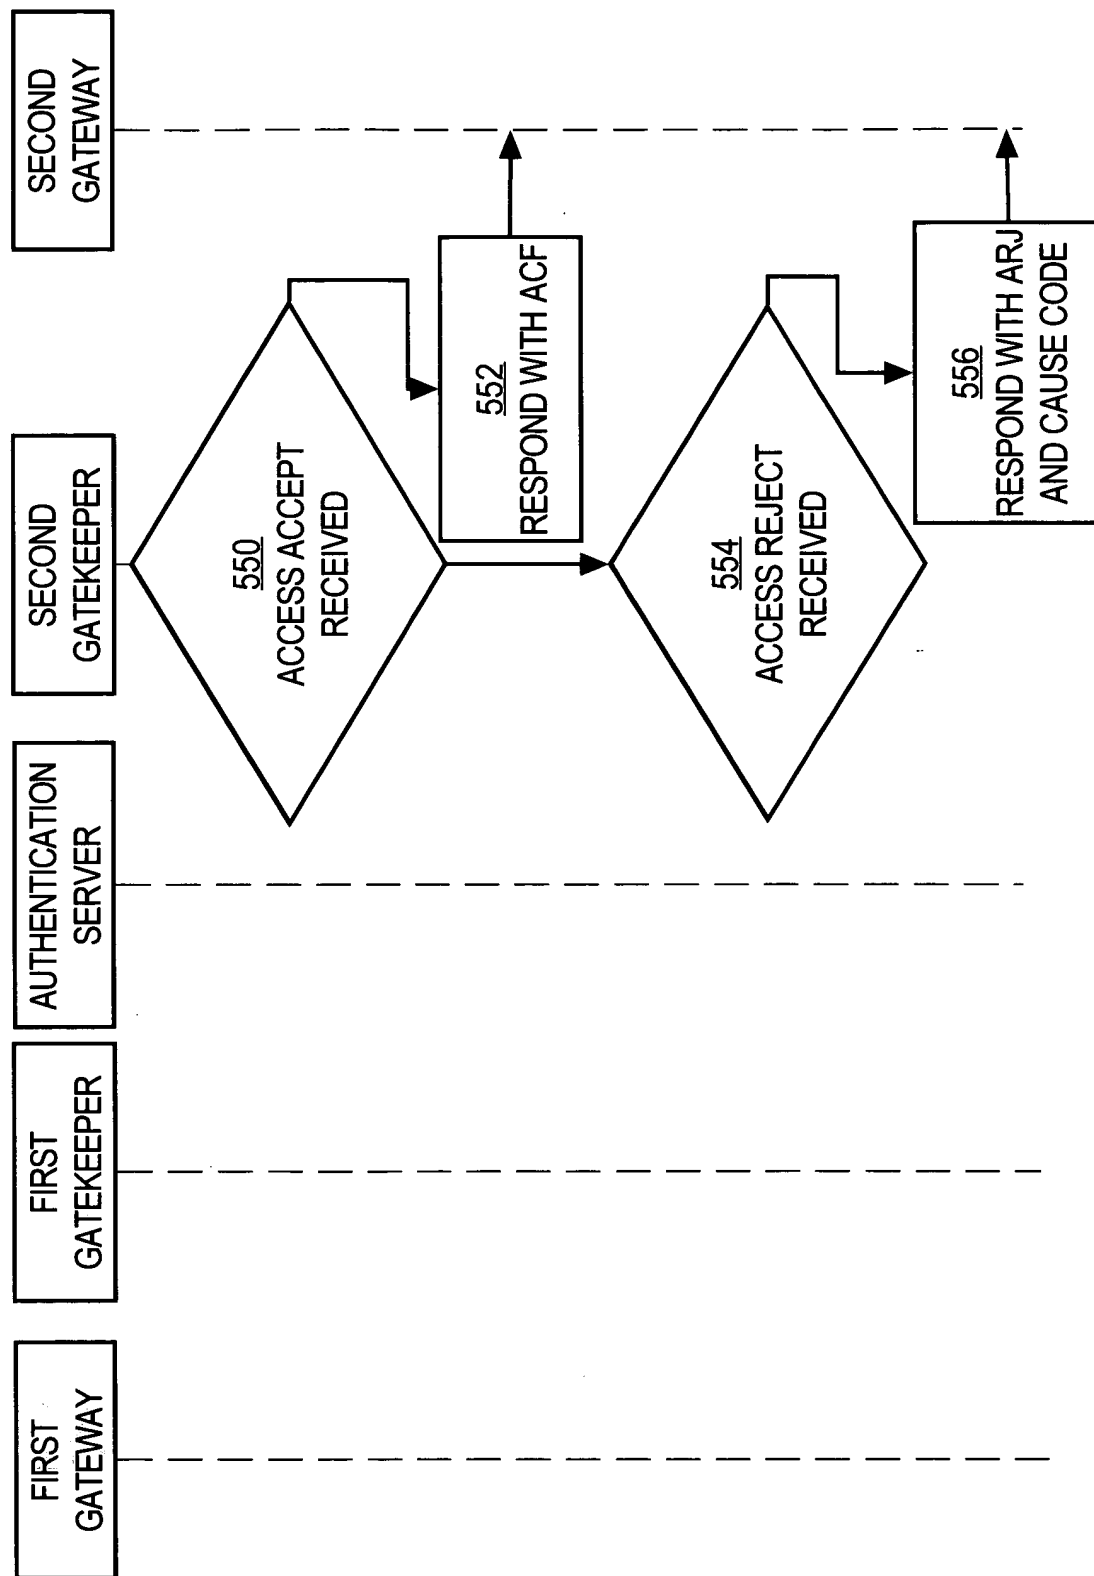 FIRST
GATEWAY
FIRST
GATEKEEPER
AUTHENTICATION
SERVER
SECOND
GATEKEEPER
SECOND
GATEWAY
550
ACCESS ACCEPT
RECEIVED
552
RESPOND WITH ACF
554
ACCESS REJECT
RECEIVED
556
RESPOND WITH ARJ
AND CAUSE CODE